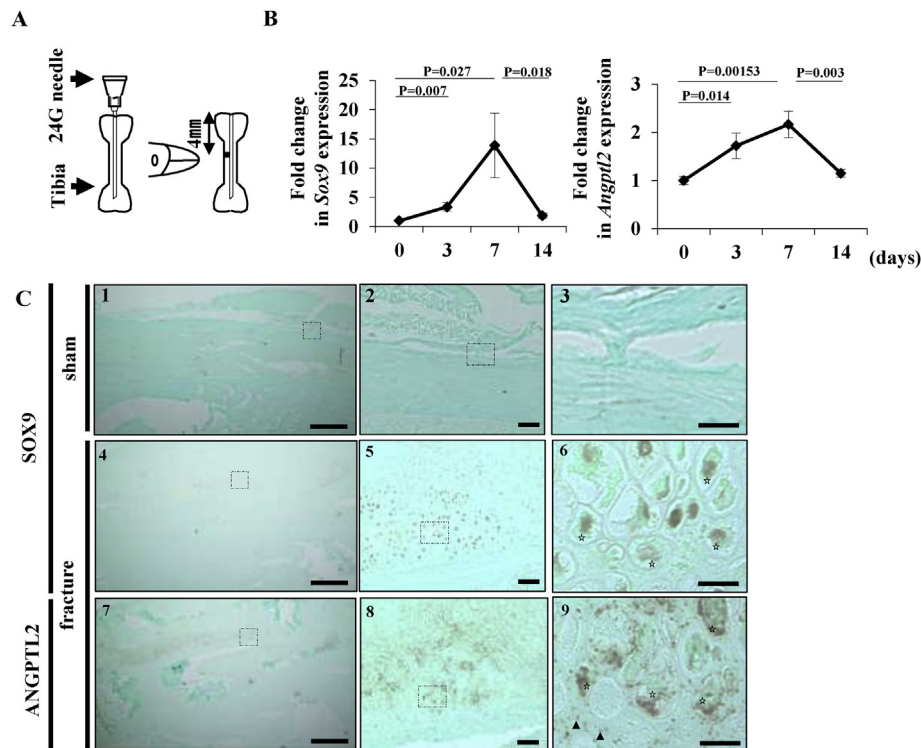 A
24G needle
Tibia
4mm
B
Fold change
in Sox9 expression
25
20
15
10
5
0
P=0.027
P=0.018
P=0.007
0 3 7 14
Fold change
in Angptl2 expression
3
2
1
0
P=0.00153
P=0.003
P=0.014
0 3 7 14
(days)
C
SOX9
sham
1
2
3
fracture
4
5
6
ANGPTL2
7
8
9